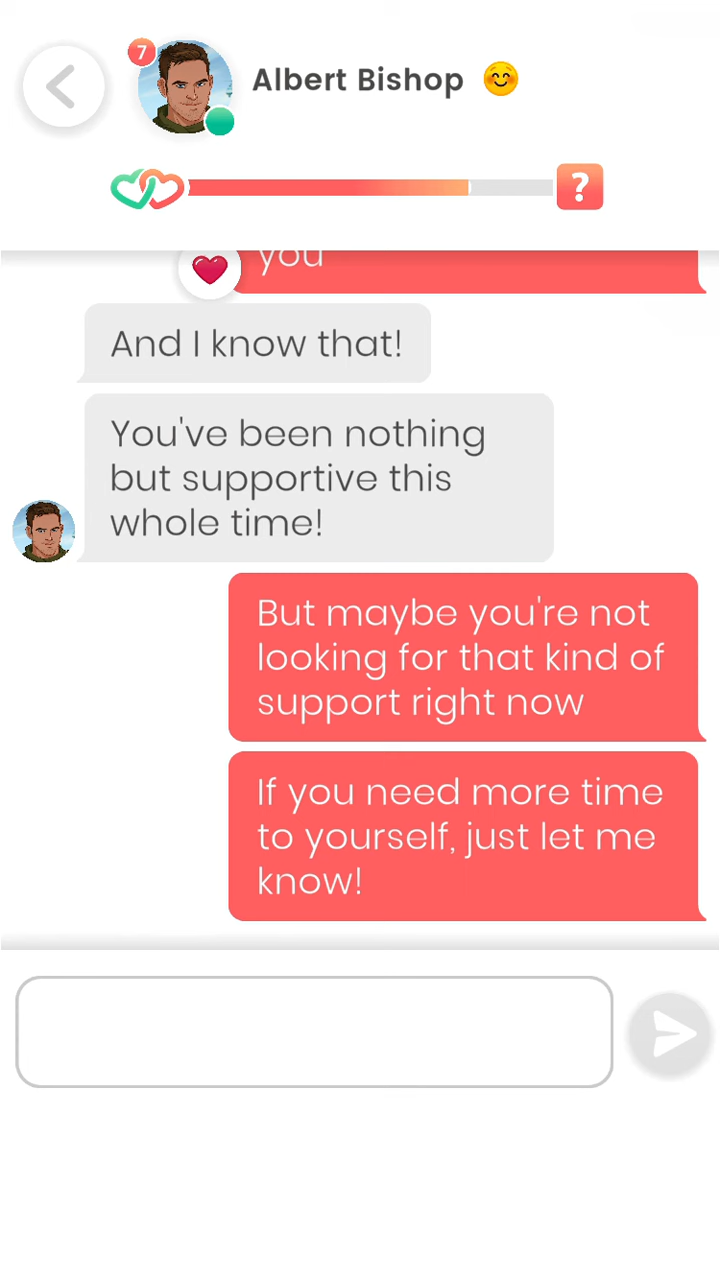 7
Albert Bishop 😊
?
you
And I know that!
You've been nothing
but supportive this
whole time!
But maybe you're not
looking for that kind of
support right now
If you need more time
to yourself, just let me
know!